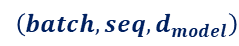 (batch, seq, d_model)